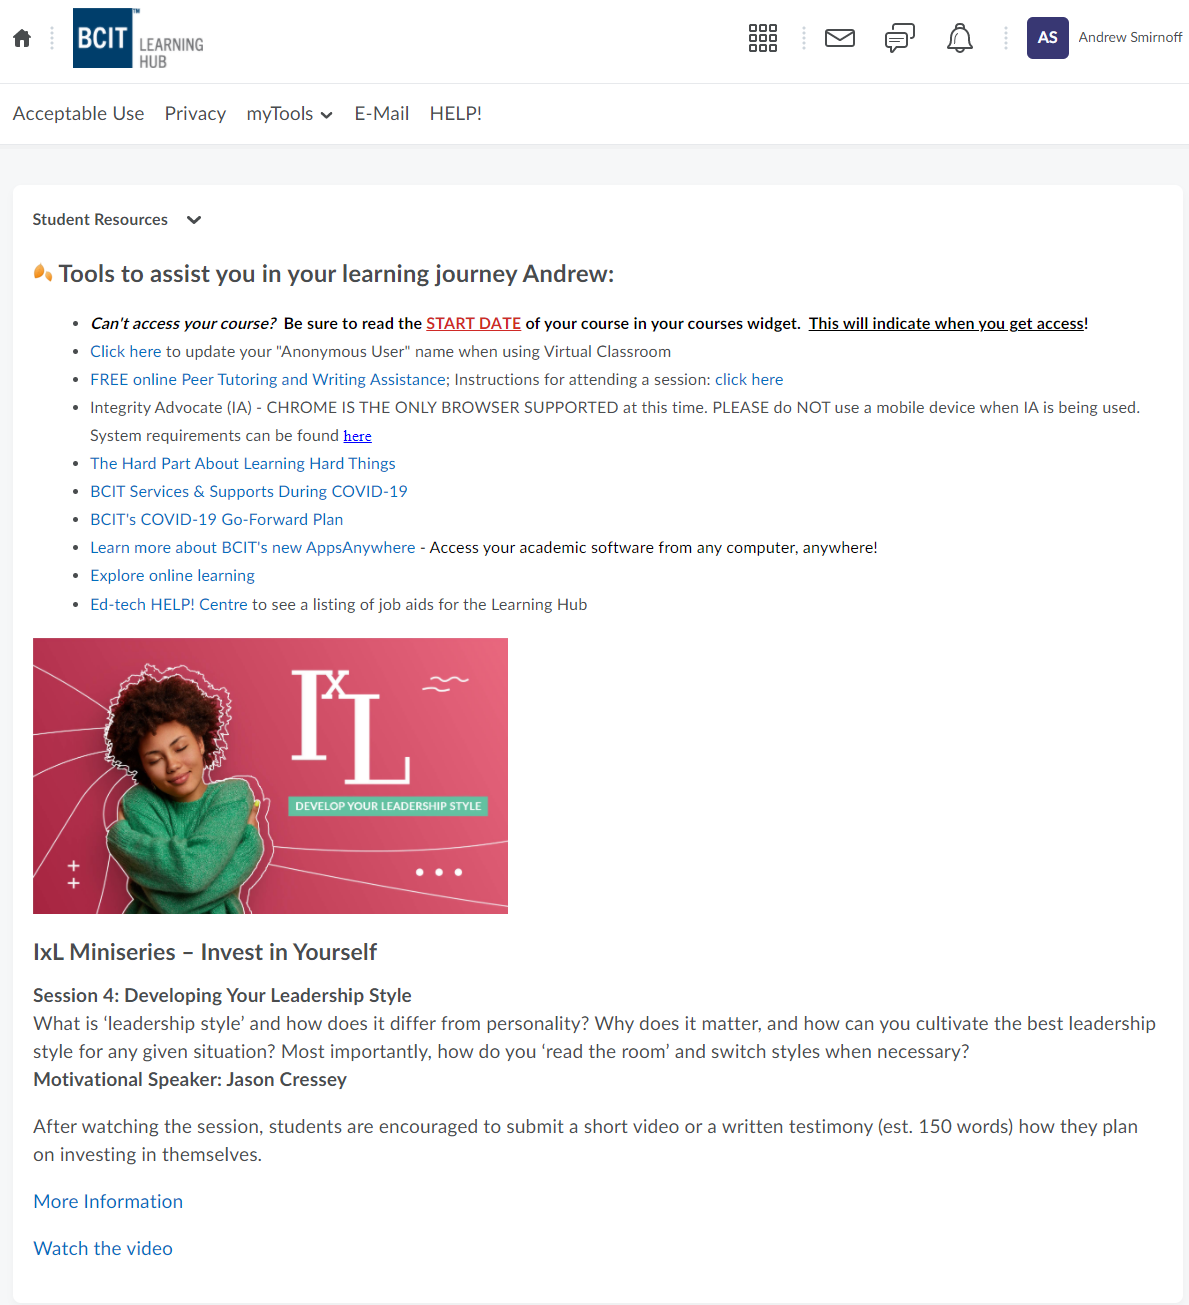 BCIT™ LEARNING
HUB
AS Andrew Smirnoff
Acceptable Use Privacy myTools E-Mail HELP!
Student Resources
Tools to assist you in your learning journey Andrew:
• Can't access your course? Be sure to read the START DATE of your course in your courses widget. This will indicate when you get access!
• Click here to update your "Anonymous User" name when using Virtual Classroom
• FREE online Peer Tutoring and Writing Assistance; Instructions for attending a session: click here
• Integrity Advocate (IA) - CHROME IS THE ONLY BROWSER SUPPORTED at this time. PLEASE do NOT use a mobile device when IA is being used.
System requirements can be found here
• The Hard Part About Learning Hard Things
• BCIT Services & Supports During COVID-19
• BCIT's COVID-19 Go-Forward Plan
• Learn more about BCIT's new AppsAnywhere - Access your academic software from any computer, anywhere!
• Explore online learning
• Ed-tech HELP! Centre to see a listing of job aids for the Learning Hub
IxL
DEVELOP YOUR LEADERSHIP STYLE
IxL Miniseries – Invest in Yourself
Session 4: Developing Your Leadership Style
What is ‘leadership style’ and how does it differ from personality? Why does it matter, and how can you cultivate the best leadership
style for any given situation? Most importantly, how do you ‘read the room’ and switch styles when necessary?
Motivational Speaker: Jason Cressey
After watching the session, students are encouraged to submit a short video or a written testimony (est. 150 words) how they plan
on investing in themselves.
More Information
Watch the video